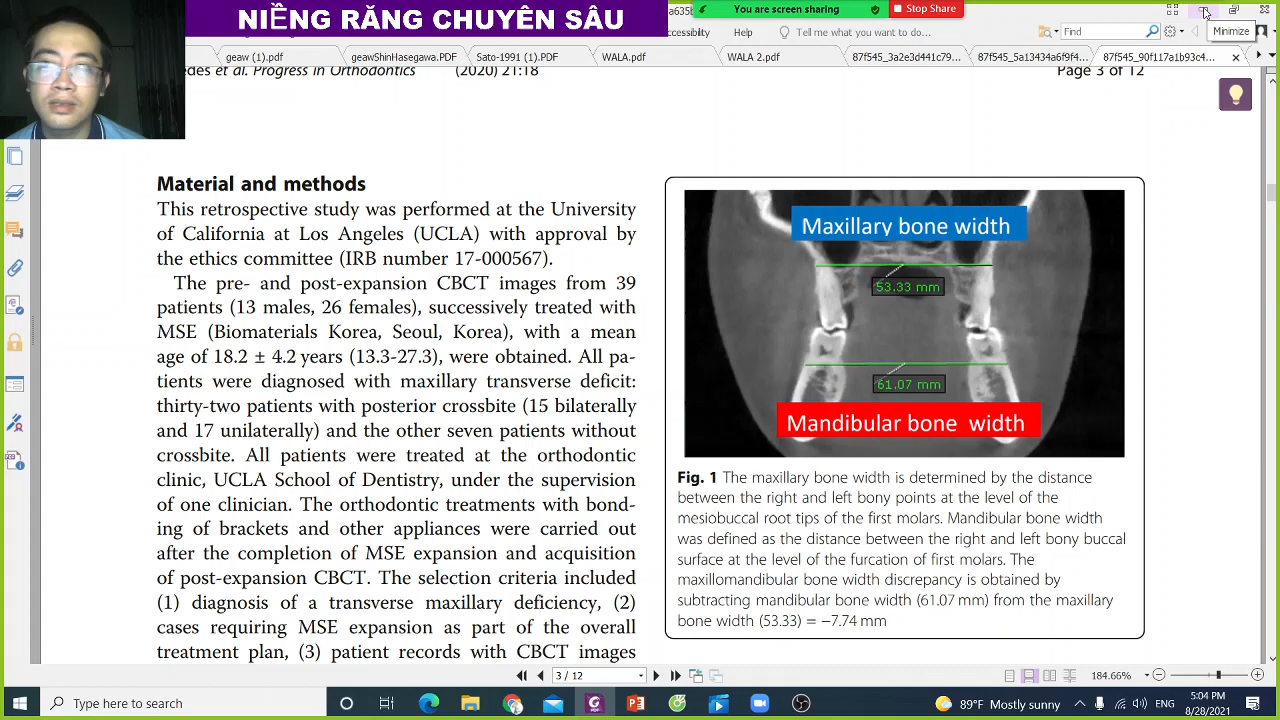 NIỀNG RĂNG CHUYÊN SÂU
You are screen sharing
Stop Share
Help
Tell me what you want to do...
Find
Minimize
geaw (1).pdf
geawShinHasegawa.PDF
Sato-1991 (1).PDF
WALA.pdf
WALA 2.pdf
87f545_3a2e3d441c79...
87f545_5a13434a6f9f4...
87f545_90f117a1b93c4...
edes et al. Progress in Orthodontics (2020) 21:18
Page 3 of 12
Material and methods
This retrospective study was performed at the University
of California at Los Angeles (UCLA) with approval by
the ethics committee (IRB number 17-000567).
The pre- and post-expansion CBCT images from 39
patients (13 males, 26 females), successively treated with
MSE (Biomaterials Korea, Seoul, Korea), with a mean
age of 18.2 ± 4.2 years (13.3-27.3), were obtained. All pa-
tients were diagnosed with maxillary transverse deficit:
thirty-two patients with posterior crossbite (15 bilaterally
and 17 unilaterally) and the other seven patients without
crossbite. All patients were treated at the orthodontic
clinic, UCLA School of Dentistry, under the supervision
of one clinician. The orthodontic treatments with bond-
ing of brackets and other appliances were carried out
after the completion of MSE expansion and acquisition
of post-expansion CBCT. The selection criteria included
(1) diagnosis of a transverse maxillary deficiency, (2)
cases requiring MSE expansion as part of the overall
treatment plan, (3) patient records with CBCT images
Maxillary bone width
53.33 mm
61.07 mm
Mandibular bone width
Fig. 1 The maxillary bone width is determined by the distance
between the right and left bony points at the level of the
mesiobuccal root tips of the first molars. Mandibular bone width
was defined as the distance between the right and left bony buccal
surface at the level of the furcation of first molars. The
maxillomandibular bone width discrepancy is obtained by
subtracting mandibular bone width (61.07 mm) from the maxillary
bone width (53.33) = −7.74 mm
3 / 12
184.66%
Type here to search
89°F Mostly sunny
ENG
5:04 PM
8/28/2021